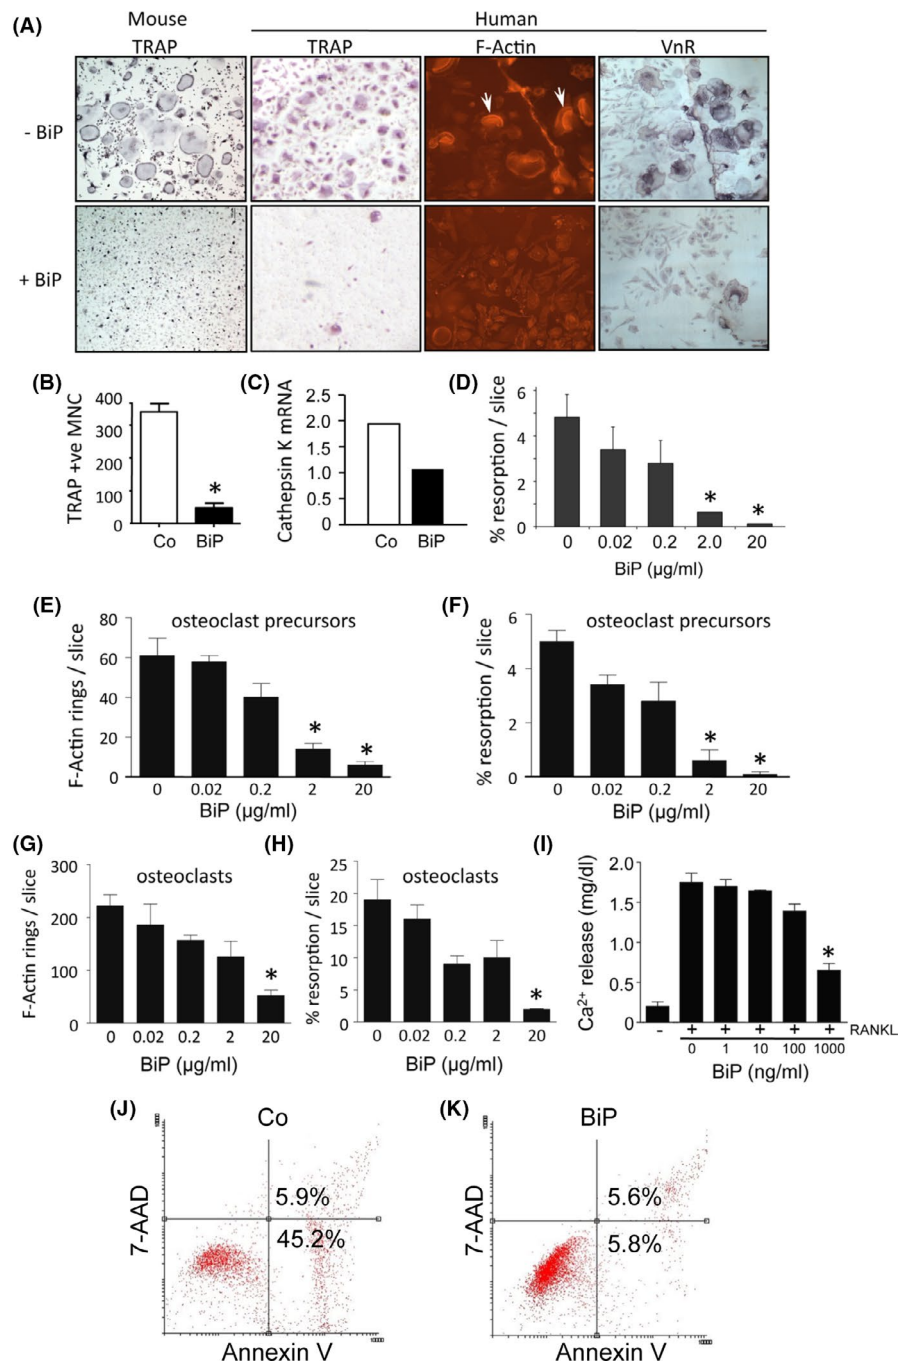 (A)
Mouse
Human
TRAP
TRAP
F-Actin
VnR
- BiP
+ BiP
(B)
TRAP +ve MNC
400
300
200
100
0
*
Co
BiP
(C)
Cathepsin K mRNA
2.5
2.0
1.5
1.0
0.5
0
Co
BiP
(D)
% resorption / slice
6
4
2
0
*
*
0
0.02
0.2
2.0
20
BiP (µg/ml)
(E)
osteoclast precursors
F-Actin rings / slice
80
60
40
20
0
*
*
0
0.02
0.2
2
20
BiP (µg/ml)
(F)
osteoclast precursors
% resorption / slice
6
4
2
0
*
*
0
0.02
0.2
2
20
BiP (µg/ml)
(G)
osteoclasts
F-Actin rings / slice
300
200
100
0
*
0
0.02
0.2
2
20
BiP (µg/ml)
(H)
osteoclasts
% resorption / slice
25
20
15
10
5
0
*
0
0.02
0.2
2
20
BiP (µg/ml)
(I)
Ca2+ release (mg/dl)
2.0
1.5
1.0
0.5
0.0
*
- + + + + + RANKL
0 1 10 100 1000
BiP (ng/ml)
(J)
Co
7-AAD
5.9%
45.2%
Annexin V
(K)
BiP
7-AAD
5.6%
5.8%
Annexin V